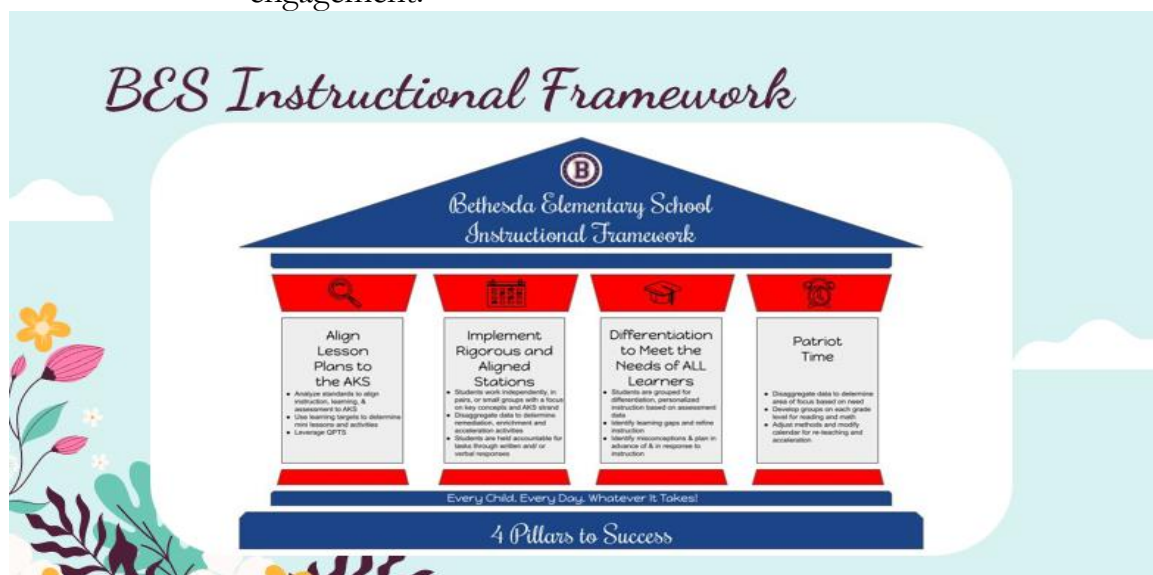 engagement.
BES Instructional Framework
B
Bethesda Elementary School
Instructional Framework
Align
Lesson
Plans to
the AKS
• Analyze standards to align
instruction, learning, &
assessment to AKS
• Use learning targets to determine
mini lessons and activities
• Leverage QPTS
Implement
Rigorous and
Aligned
Stations
• Students work independently, in
pairs, or small groups with a focus
on key concepts and AKS strand
• Disaggregate data to determine
remediation, enrichment and
acceleration activities
• Students are held accountable for
tasks through written and/ or
verbal responses
Differentiation
to Meet the
Needs of ALL
Learners
• Students are grouped for
differentiation, personalized
instruction based on assessment
data
• Identify learning gaps and refine
instruction
• Identify misconceptions & plan in
advance of & in response to
instruction
Patriot
Time
• Disaggregate data to determine
area of focus based on need
• Develop groups on each grade
level for reading and math
• Adjust methods and modify
calendar for re-teaching and
acceleration
Every Child. Every Day. Whatever It Takes!
4 Pillars to Success